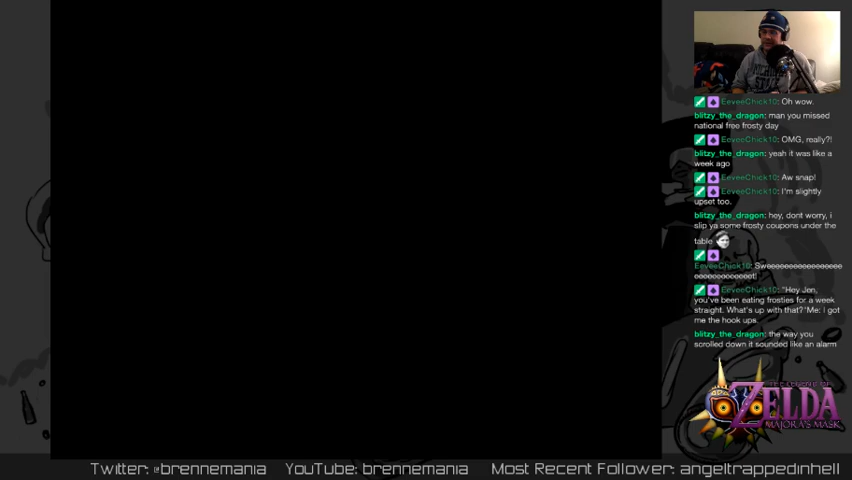 EeveeChick10: Oh wow.
blitzy_the_dragon: man you missed
national free frosty day
EeveeChick10: OMG, really?!
blitzy_the_dragon: yeah it was like a
week ago
EeveeChick10: Aw snap!
EeveeChick10: I'm slightly
upset too.
blitzy_the_dragon: hey, dont worry, i
slip ya some frosty coupons under the
table
EeveeChick10: Sweeeeeeeeeeeeeeeee
eeeeeeeeeeeeet!
EeveeChick10: "Hey Jen,
you've been eating frosties for a week
straight. What's up with that? 'Me: I got
me the hook ups.
blitzy_the_dragon: the way you
scrolled down it sounded like an alarm
THE LEGEND OF
ZELDA
MAJORA'S MASK
Twitter: @brennemania YouTube: brennemania Most Recent Follower: angeltrappedinhell